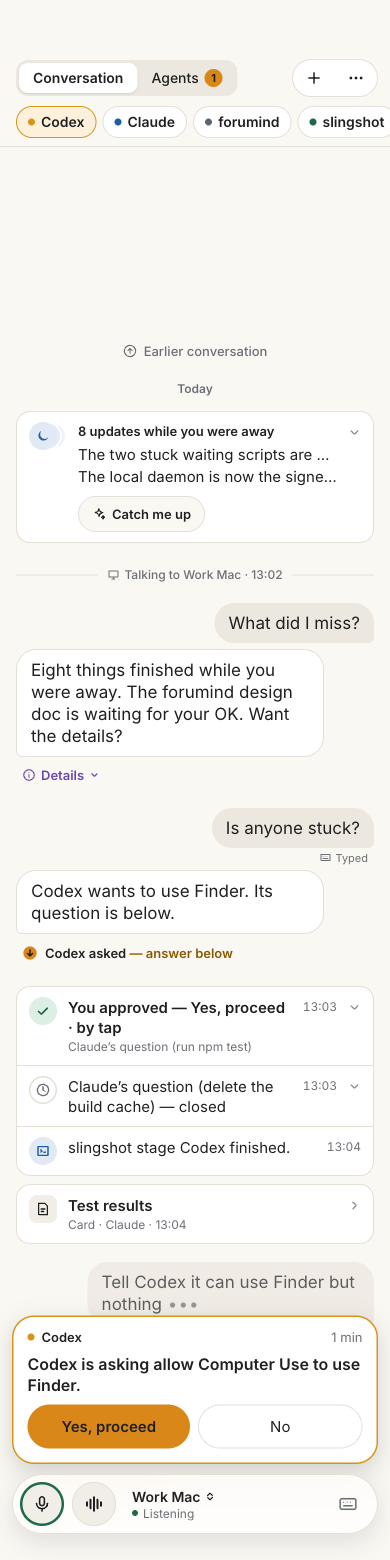 Conversation
Agents 1
Codex
Claude
forumind
slingshot
Earlier conversation
Today
8 updates while you were away
The two stuck waiting scripts are ...
The local daemon is now the signe...
Catch me up
Talking to Work Mac · 13:02
What did I miss?
Eight things finished while you
were away. The forumind design
doc is waiting for your OK. Want
the details?
Details
Is anyone stuck?
Typed
Codex wants to use Finder. Its
question is below.
Codex asked — answer below
You approved — Yes, proceed 13:03
· by tap
Claude's question (run npm test)
Claude's question (delete the 13:03
build cache) — closed
slingshot stage Codex finished. 13:04
Test results
Card · Claude · 13:04
Tell Codex it can use Finder but
nothing
Codex 1 min
Codex is asking allow Computer Use to use
Finder.
Yes, proceed
No
Work Mac
Listening